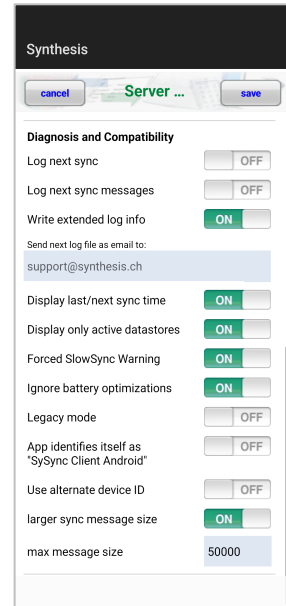 Synthesis
cancel
Server ...
save
Diagnosis and Compatibility
Log next sync OFF
Log next sync messages OFF
Write extended log info ON
Send next log file as email to:
support@synthesis.ch
Display last/next sync time ON
Display only active datastores ON
Forced SlowSync Warning ON
Ignore battery optimizations ON
Legacy mode OFF
App identifies itself as OFF
"SySync Client Android"
Use alternate device ID OFF
larger sync message size ON
max message size 50000